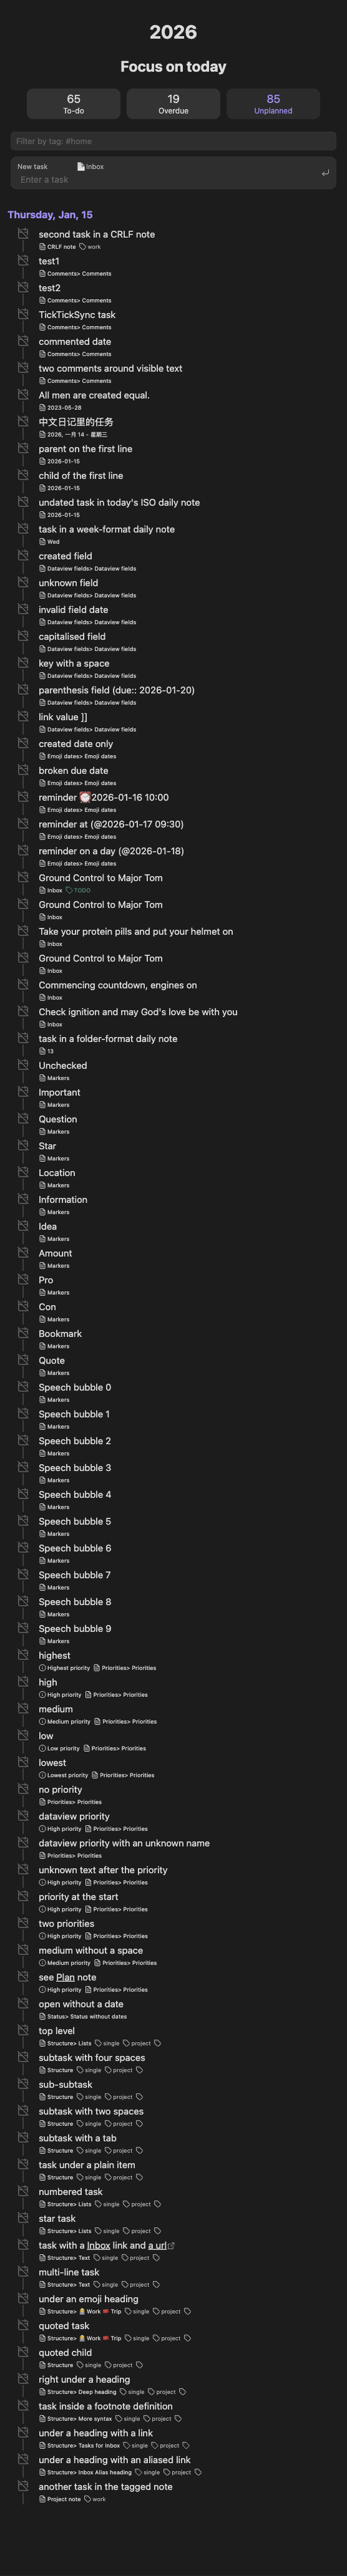 2026
Focus on today
65
To-do
19
Overdue
85
Unplanned
Filter by tag: #home
New task
Inbox
Enter a task
Thursday, Jan, 15
second task in a CRLF note
CRLF note work
test1
Comments> Comments
test2
Comments> Comments
TickTickSync task
Comments> Comments
commented date
Comments> Comments
two comments around visible text
Comments> Comments
All men are created equal.
2023-05-28
中文日记里的任务
2026, 一月 14 - 星期三
parent on the first line
2026-01-15
child of the first line
2026-01-15
undated task in today's ISO daily note
2026-01-15
task in a week-format daily note
Wed
created field
Dataview fields> Dataview fields
unknown field
Dataview fields> Dataview fields
invalid field date
Dataview fields> Dataview fields
capitalised field
Dataview fields> Dataview fields
key with a space
Dataview fields> Dataview fields
parenthesis field (due:: 2026-01-20)
Dataview fields> Dataview fields
link value ]]
Dataview fields> Dataview fields
created date only
Emoji dates> Emoji dates
broken due date
Emoji dates> Emoji dates
reminder ⏰2026-01-16 10:00
Emoji dates> Emoji dates
reminder at (@2026-01-17 09:30)
Emoji dates> Emoji dates
reminder on a day (@2026-01-18)
Emoji dates> Emoji dates
Ground Control to Major Tom
Inbox TODO
Ground Control to Major Tom
Inbox
Take your protein pills and put your helmet on
Inbox
Ground Control to Major Tom
Inbox
Commencing countdown, engines on
Inbox
Check ignition and may God's love be with you
Inbox
task in a folder-format daily note
13
Unchecked
Markers
Important
Markers
Question
Markers
Star
Markers
Location
Markers
Information
Markers
Idea
Markers
Amount
Markers
Pro
Markers
Con
Markers
Bookmark
Markers
Quote
Markers
Speech bubble 0
Markers
Speech bubble 1
Markers
Speech bubble 2
Markers
Speech bubble 3
Markers
Speech bubble 4
Markers
Speech bubble 5
Markers
Speech bubble 6
Markers
Speech bubble 7
Markers
Speech bubble 8
Markers
Speech bubble 9
Markers
highest
Highest priority Priorities> Priorities
high
High priority Priorities> Priorities
medium
Medium priority Priorities> Priorities
low
Low priority Priorities> Priorities
lowest
Lowest priority Priorities> Priorities
no priority
Priorities> Priorities
dataview priority
High priority Priorities> Priorities
dataview priority with an unknown name
Priorities> Priorities
unknown text after the priority
High priority Priorities> Priorities
priority at the start
High priority Priorities> Priorities
two priorities
High priority Priorities> Priorities
medium without a space
Medium priority Priorities> Priorities
see Plan note
High priority Priorities> Priorities
open without a date
Status> Status without dates
top level
Structure> Lists single project
subtask with four spaces
Structure single project
sub-subtask
Structure single project
subtask with two spaces
Structure single project
subtask with a tab
Structure single project
task under a plain item
Structure single project
numbered task
Structure> Lists single project
star task
Structure> Lists single project
task with a Inbox link and a url
Structure> Text single project
multi-line task
Structure> Text single project
under an emoji heading
Structure> 👷 Work 🇨🇳 Trip single project
quoted task
Structure> 👷 Work 🇨🇳 Trip single project
quoted child
Structure single project
right under a heading
Structure> Deep heading single project
task inside a footnote definition
Structure> More syntax single project
under a heading with a link
Structure> Tasks for Inbox single project
under a heading with an aliased link
Structure> Inbox Alias heading single project
another task in the tagged note
Project note work